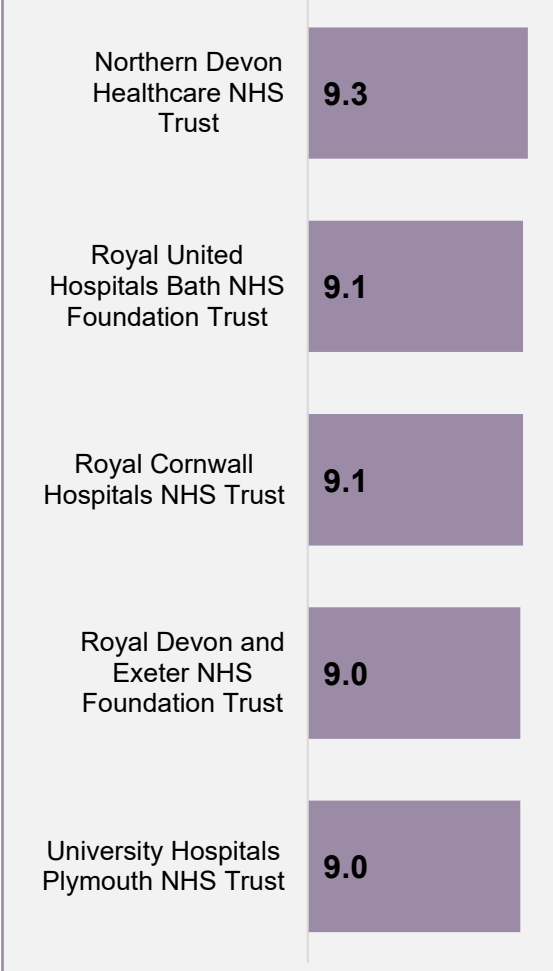 Northern Devon
Healthcare NHS
Trust
9.3
Royal United
Hospitals Bath NHS
Foundation Trust
9.1
Royal Cornwall
Hospitals NHS Trust
9.1
Royal Devon and
Exeter NHS
Foundation Trust
9.0
University Hospitals
Plymouth NHS Trust
9.0